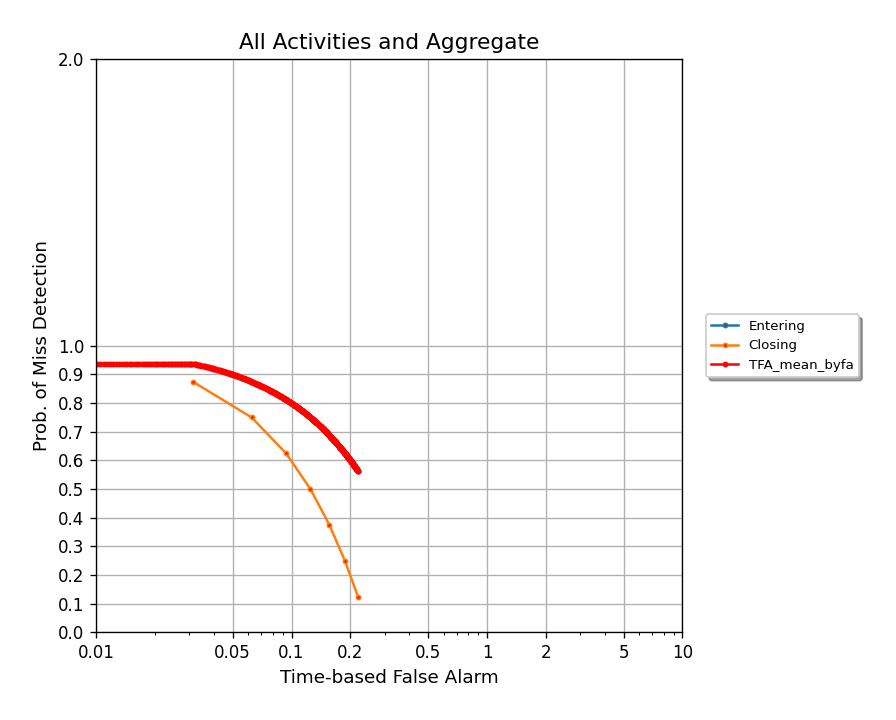 All Activities and Aggregate
Prob. of Miss Detection
2.0
1.0
0.9
0.8
0.7
0.6
0.5
0.4
0.3
0.2
0.1
0.0
0.01 0.05 0.1 0.2 0.5 1 2 5 10
Time-based False Alarm
Entering
Closing
TFA_mean_byfa